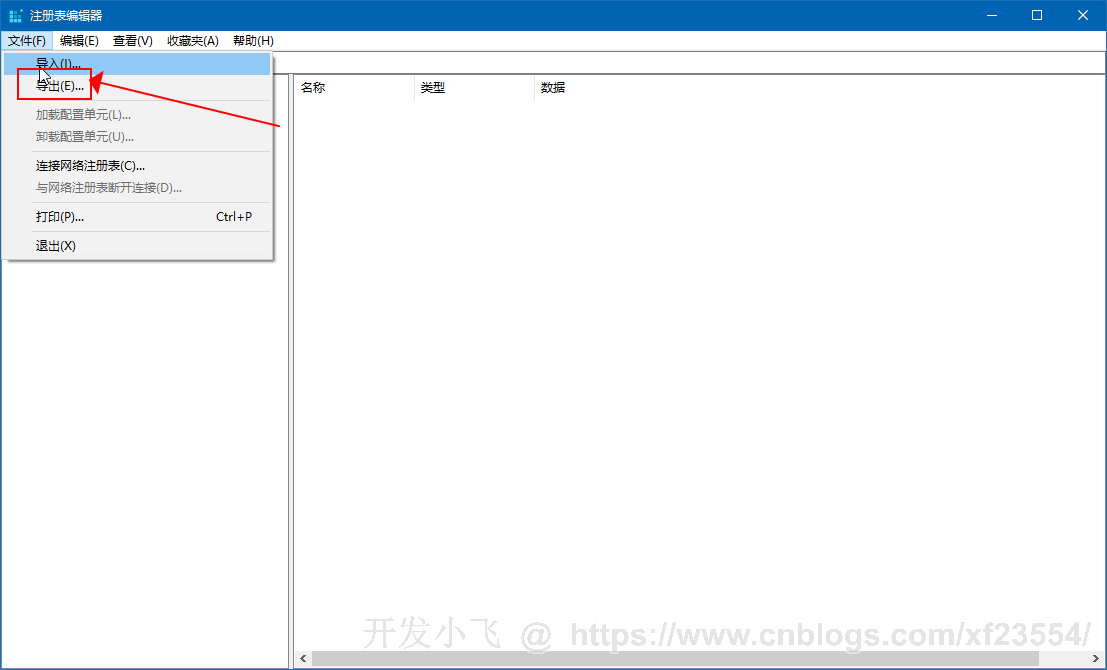 注册表编辑器
文件(F) 编辑(E) 查看(V) 收藏夹(A) 帮助(H)
导入(I)...
导出(E)...
名称 类型 数据
加载配置单元(L)...
卸载配置单元(U)...
连接网络注册表(C)...
与网络注册表断开连接(D)...
打印(P)... Ctrl+P
退出(X)
开发小飞 @ https://www.cnblogs.com/xf23554/